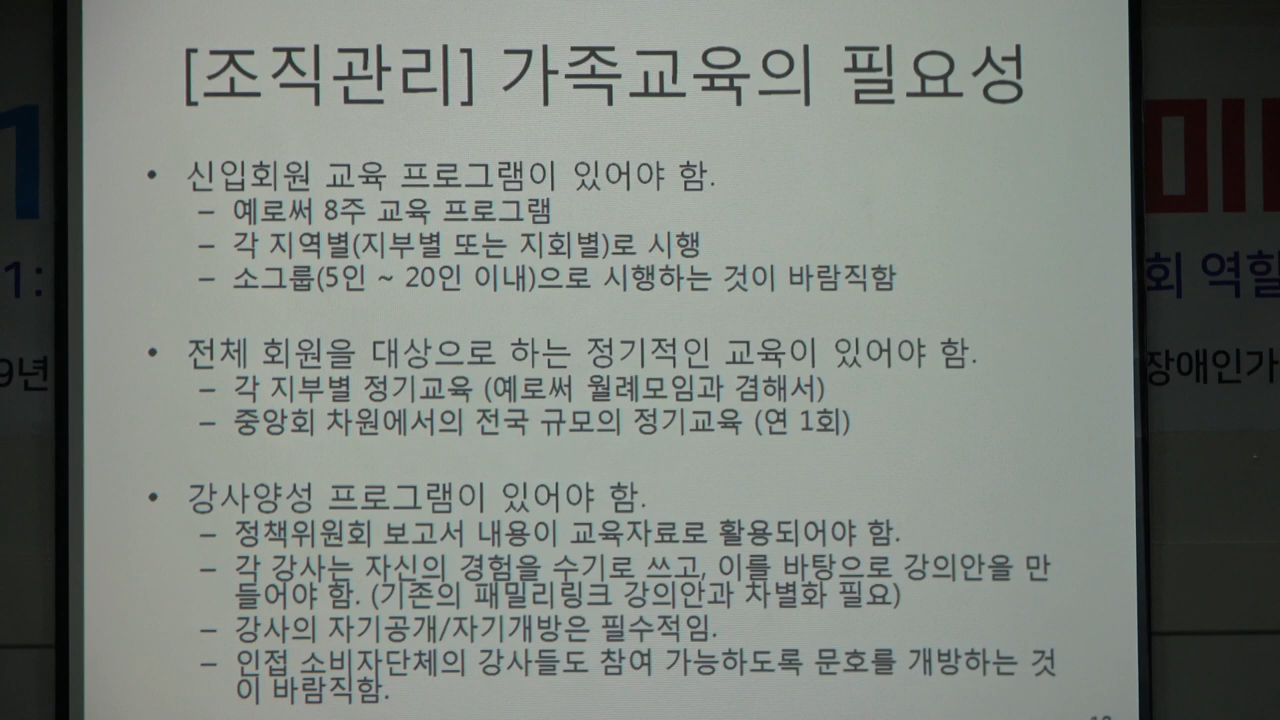 [조직관리] 가족교육의 필요성
• 신입회원 교육 프로그램이 있어야 함.
– 예로써 8주 교육 프로그램
– 각 지역별(지부별 또는 지회별)로 시행
– 소그룹(5인 ~ 20인 이내)으로 시행하는 것이 바람직함
• 전체 회원을 대상으로 하는 정기적인 교육이 있어야 함.
– 각 지부별 정기교육 (예로써 월례모임과 겸해서)
– 중앙회 차원에서의 전국 규모의 정기교육 (연 1회)
• 강사양성 프로그램이 있어야 함.
– 정책위원회 보고서 내용이 교육자료로 활용되어야 함.
– 각 강사는 자신의 경험을 수기로 쓰고, 이를 바탕으로 강의안을 만
들어야 함. (기존의 패밀리링크 강의안과 차별화 필요)
– 강사의 자기공개/자기개방은 필수적임.
– 인접 소비자단체의 강사들도 참여 가능하도록 문호를 개방하는 것
이 바람직함.
1
1:
9년
미
회 역할
장애인가